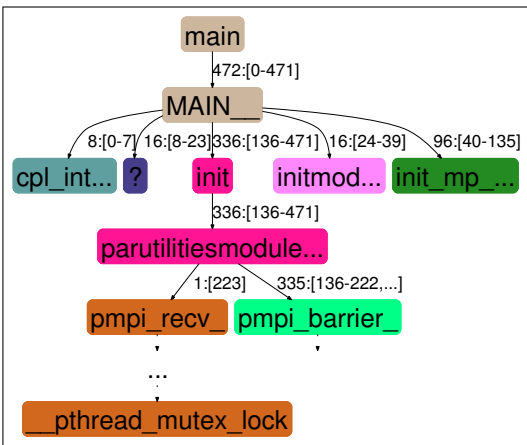 main
472:[0-471]
MAIN__
8:[0-7] 16:[8-23] 336:[136-471] 16:[24-39] 96:[40-135]
cpl_int... ? init initmod... init_mp_...
336:[136-471]
parutilitiesmodule...
1:[223] 335:[136-222,...]
pmpi_recv_ pmpi_barrier_
...
__pthread_mutex_lock